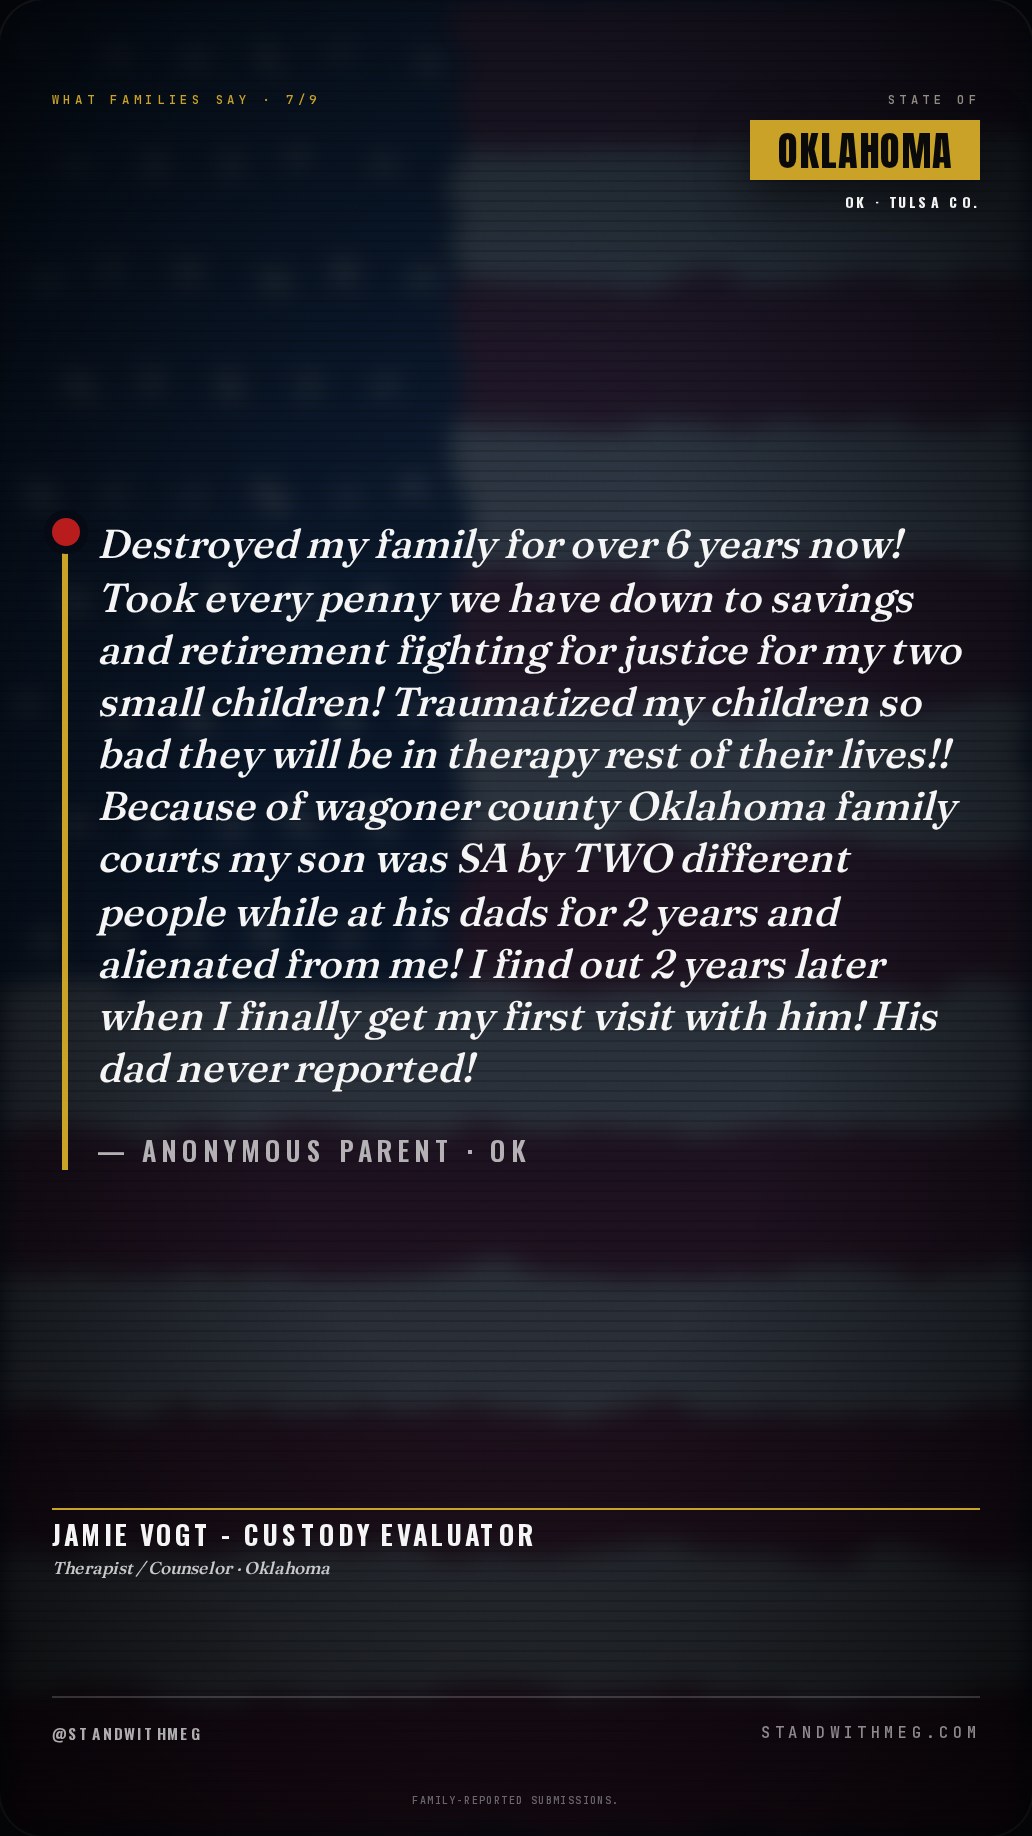 WHAT FAMILIES SAY · 7/9
STATE OF
OKLAHOMA
OK · TULSA CO.
Destroyed my family for over 6 years now!
Took every penny we have down to savings
and retirement fighting for justice for my two
small children! Traumatized my children so
bad they will be in therapy rest of their lives!!
Because of wagoner county Oklahoma family
courts my son was SA by TWO different
people while at his dads for 2 years and
alienated from me! I find out 2 years later
when I finally get my first visit with him! His
dad never reported!
— ANONYMOUS PARENT · OK
JAMIE VOGT - CUSTODY EVALUATOR
Therapist / Counselor · Oklahoma
@STANDWITHMEG
STANDWITHMEG.COM
FAMILY-REPORTED SUBMISSIONS.